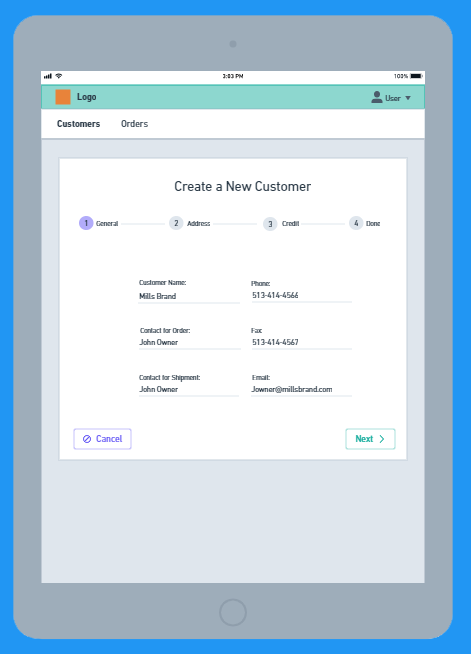 3:03 PM 100%
Logo User
Customers Orders
Create a New Customer
1 General 2 Address 3 Credit 4 Done
Customer Name: Phone:
Mills Brand 513-414-4566
Contact for Order: Fax:
John Owner 513-414-4567
Contact for Shipment: Email:
John Owner Jowner@millsbrand.com
Cancel Next